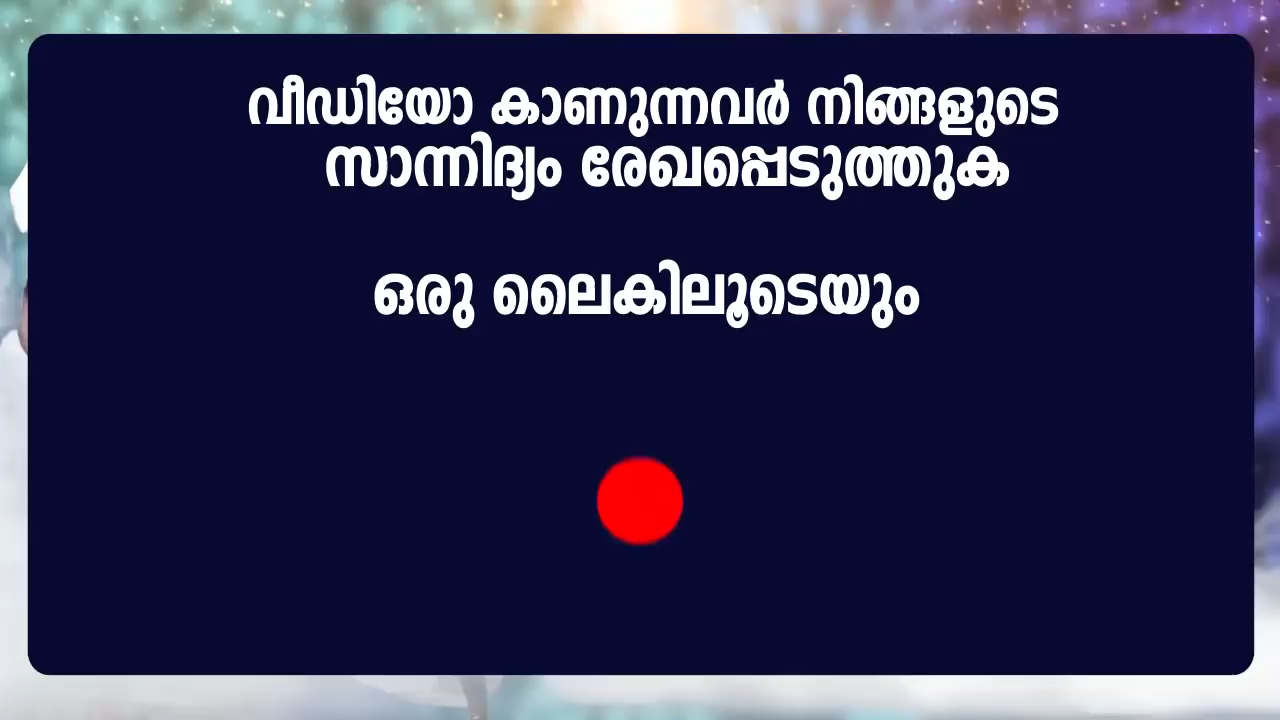 വീഡിയോ കാണുന്നവർ നിങ്ങളുടെ
സാന്നിദ്യം രേഖപ്പെടുത്തുക
ഒരു ലൈകിലൂടെയും